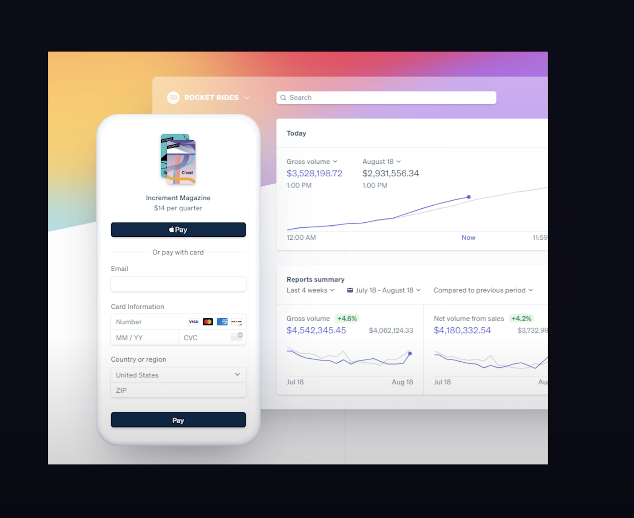 ROCKET RIDES
Search
Today
Gross volume
August 18
$3,528,198.72
$2,931,556.34
1:00 PM
1:00 PM
12:00 AM
Now
11:59
Reports summary
Last 4 weeks
July 18 - August 18
Compared to previous period
Gross volume +4.6%
$4,542,345.45
$4,062,124.33
Jul 18
Aug 18
Net volume from sales +4.2%
$4,180,332.54
$3,732,99
Jul 18
Increment Magazine
$14 per quarter
Pay
Or pay with card
Email
Card Information
Number
VISA
MM / YY
CVC
Country or region
United States
ZIP
Pay